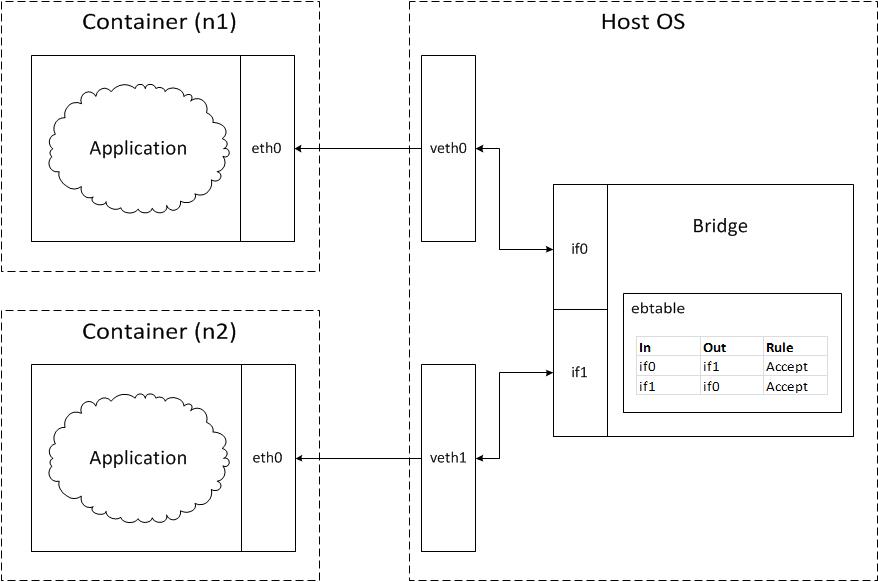 Container (n1)
Application
eth0
Container (n2)
Application
eth0
Host OS
veth0
veth1
if0
if1
Bridge
ebtable
In Out Rule
if0 if1 Accept
if1 if0 Accept